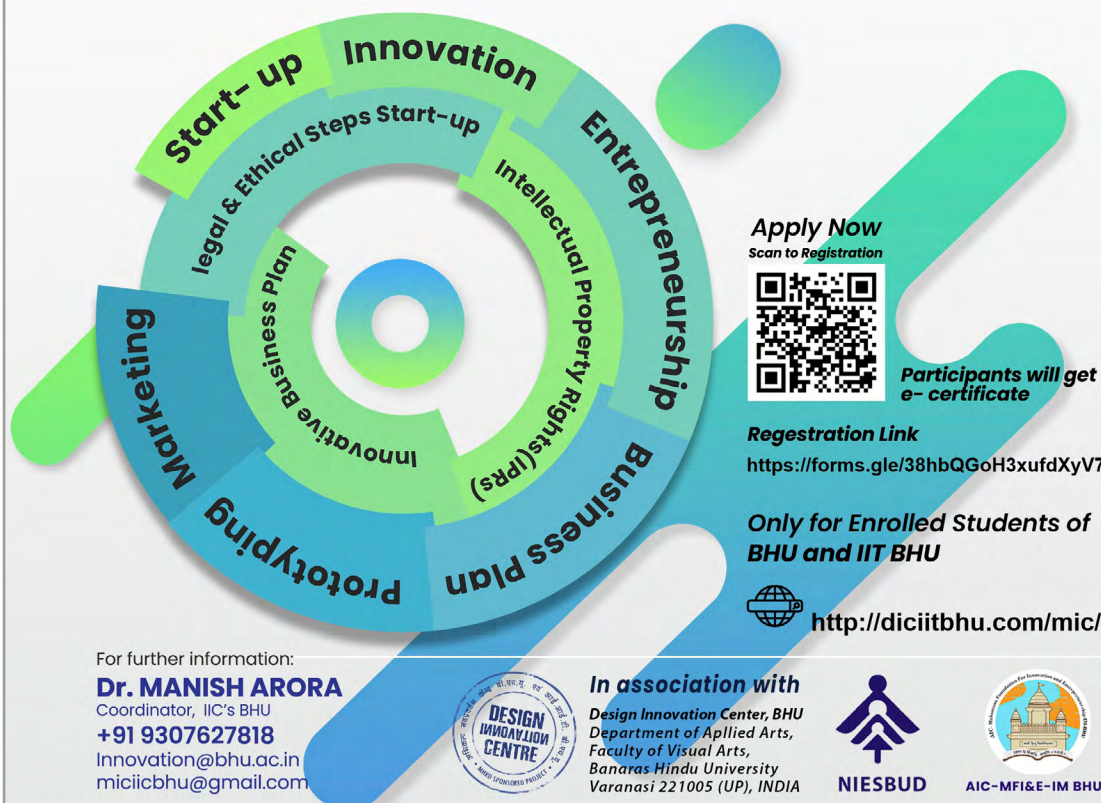 Start- up
Innovation
Entrepreneurship
Business Plan
Prototyping
Marketing
legal & Ethical Steps Start-up
Intellectual Property Rights(IPRs)
Innovative Business Plan
Apply Now
Scan to Registration
Participants will get
e- certificate
Regestration Link
https://forms.gle/38hbQGoH3xufdXyV7
Only for Enrolled Students of
BHU and IIT BHU
http://diciitbhu.com/mic/
For further information:
Dr. MANISH ARORA
Coordinator, IIC's BHU
+91 9307627818
Innovation@bhu.ac.in
miciicbhu@gmail.com
DESIGN
INNOVATION
CENTRE
MHRD SPONSORED PROJECT
In association with
Design Innovation Center, BHU
Department of Apllied Arts,
Faculty of Visual Arts,
Banaras Hindu University
Varanasi 221005 (UP), INDIA
NIESBUD
AIC-MFI&E-IM BHU